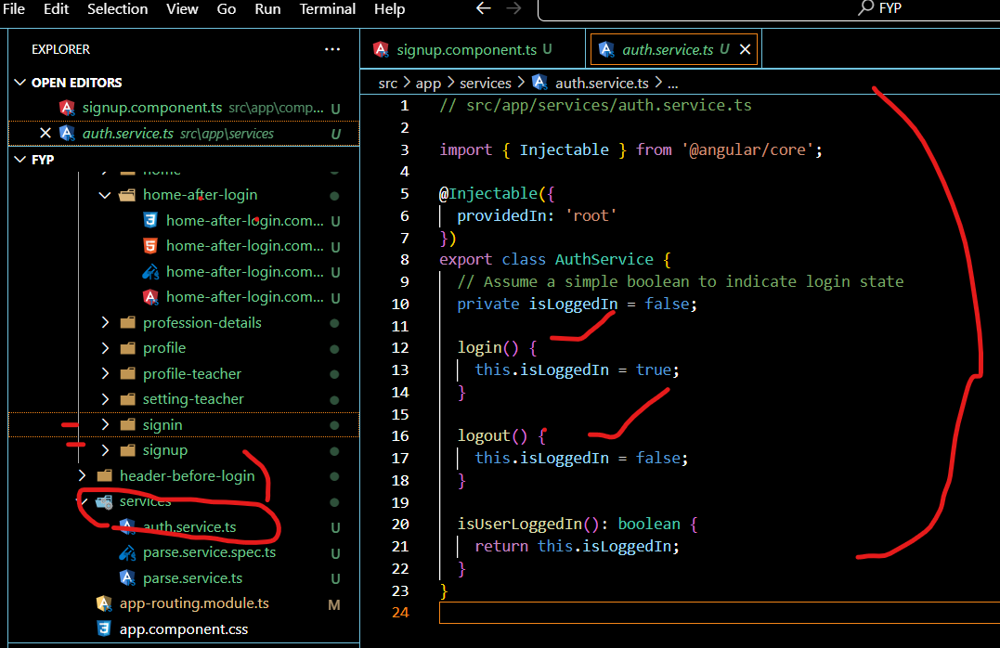 File Edit Selection View Go Run Terminal Help ← → FYP
EXPLORER ...
OPEN EDITORS
signup.component.ts src\app\comp... U
auth.service.ts src\app\services U
FYP
home
home-after-login
home-after-login.com... U
home-after-login.com... U
home-after-login.com... U
home-after-login.com... U
profession-details
profile
profile-teacher
setting-teacher
signin
signup
header-before-login
services
auth.service.ts U
parse.service.spec.ts U
parse.service.ts U
app-routing.module.ts M
app.component.css
signup.component.ts U auth.service.ts U
src > app > services > auth.service.ts > ...
1 // src/app/services/auth.service.ts
2
3 import { Injectable } from '@angular/core';
4
5 @Injectable({
6 providedIn: 'root'
7 })
8 export class AuthService {
9 // Assume a simple boolean to indicate login state
10 private isLoggedIn = false;
11
12 login() {
13 this.isLoggedIn = true;
14 }
15
16 logout() {
17 this.isLoggedIn = false;
18 }
19
20 isUserLoggedIn(): boolean {
21 return this.isLoggedIn;
22 }
23 }
24